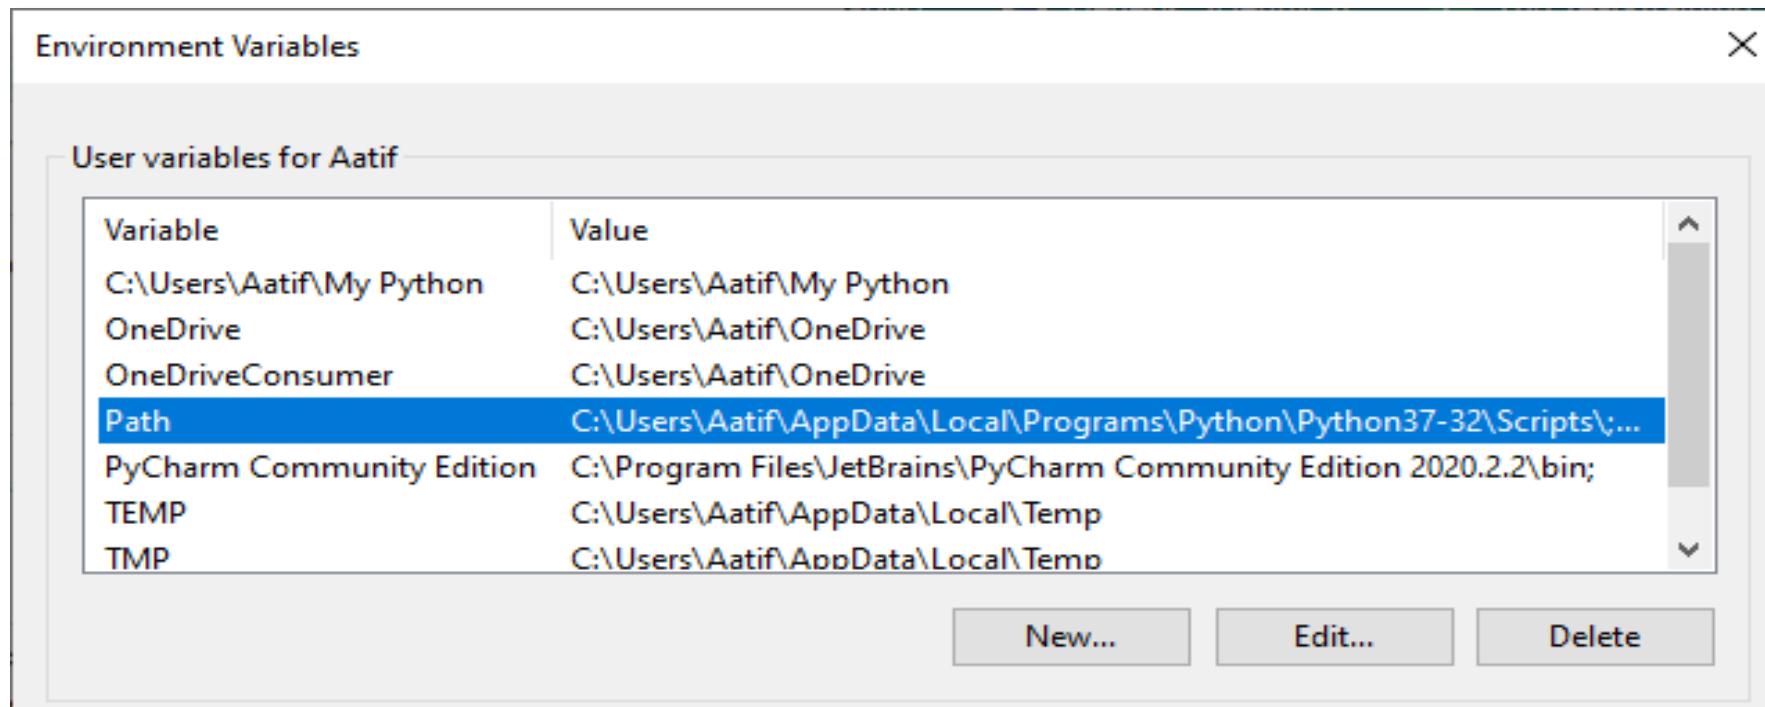 Environment Variables
User variables for Aatif
Variable Value
C:\Users\Aatif\My Python C:\Users\Aatif\My Python
OneDrive C:\Users\Aatif\OneDrive
OneDriveConsumer C:\Users\Aatif\OneDrive
Path C:\Users\Aatif\AppData\Local\Programs\Python\Python37-32\Scripts\;...
PyCharm Community Edition C:\Program Files\JetBrains\PyCharm Community Edition 2020.2.2\bin;
TEMP C:\Users\Aatif\AppData\Local\Temp
TMP C:\Users\Aatif\AppData\Local\Temp
New... Edit... Delete